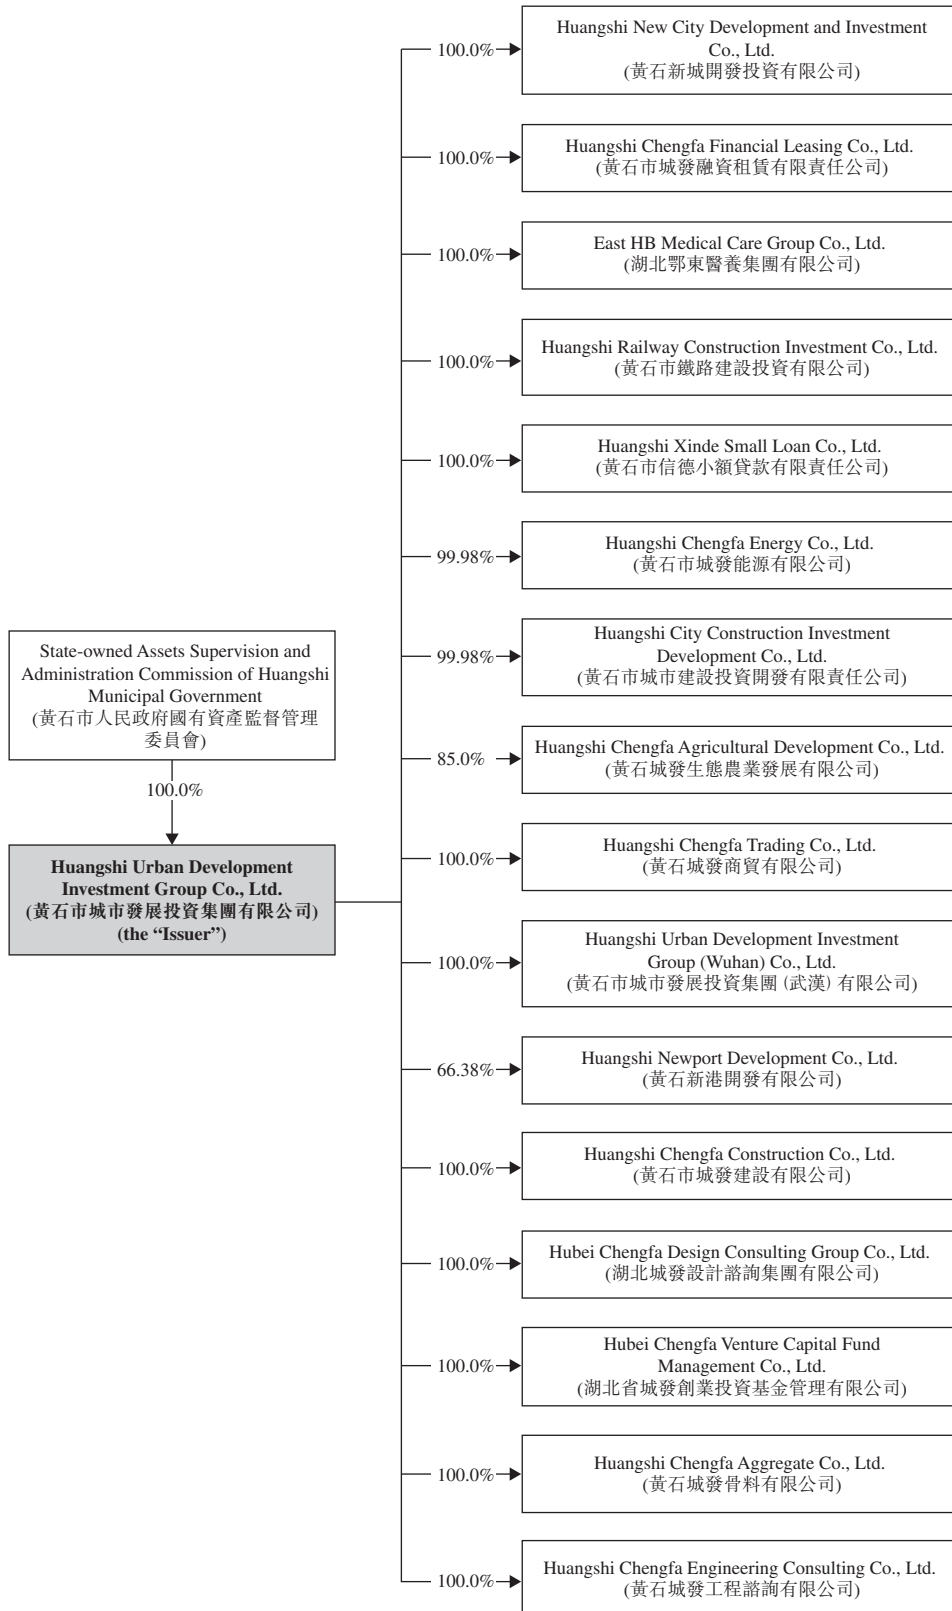 100.0%
Huangshi New City Development and Investment
Co., Ltd.
(黃石新城開發投資有限公司)
100.0%
Huangshi Chengfa Financial Leasing Co., Ltd.
(黃石市城發融資租賃有限責任公司)
100.0%
East HB Medical Care Group Co., Ltd.
(湖北鄂東醫養集團有限公司)
100.0%
Huangshi Railway Construction Investment Co., Ltd.
(黃石市鐵路建設投資有限公司)
100.0%
Huangshi Xinde Small Loan Co., Ltd.
(黃石市信德小額貸款有限責任公司)
99.98%
Huangshi Chengfa Energy Co., Ltd.
(黃石市城發能源有限公司)
99.98%
Huangshi City Construction Investment
Development Co., Ltd.
(黃石市城市建設投資開發有限責任公司)
State-owned Assets Supervision and
Administration Commission of Huangshi
Municipal Government
(黃石市人民政府國有資產監督管理
委員會)
100.0%
Huangshi Urban Development
Investment Group Co., Ltd.
(黃石市城市發展投資集團有限公司)
(the “Issuer”)
85.0%
Huangshi Chengfa Agricultural Development Co., Ltd.
(黃石城發生態農業發展有限公司)
100.0%
Huangshi Chengfa Trading Co., Ltd.
(黃石城發商貿有限公司)
100.0%
Huangshi Urban Development Investment
Group (Wuhan) Co., Ltd.
(黃石市城市發展投資集團 (武漢) 有限公司)
66.38%
Huangshi Newport Development Co., Ltd.
(黃石新港開發有限公司)
100.0%
Huangshi Chengfa Construction Co., Ltd.
(黃石市城發建設有限公司)
100.0%
Hubei Chengfa Design Consulting Group Co., Ltd.
(湖北城發設計諮詢集團有限公司)
100.0%
Hubei Chengfa Venture Capital Fund
Management Co., Ltd.
(湖北省城發創業投資基金管理有限公司)
100.0%
Huangshi Chengfa Aggregate Co., Ltd.
(黃石城發骨料有限公司)
100.0%
Huangshi Chengfa Engineering Consulting Co., Ltd.
(黃石城發工程諮詢有限公司)